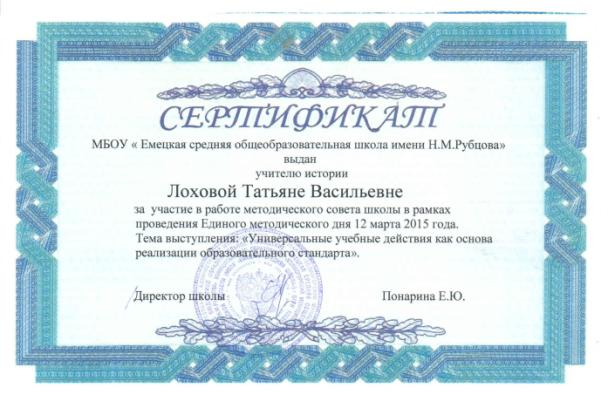 СЕРТИФИКАТ
МБОУ « Емецкая средняя общеобразовательная школа имени Н.М.Рубцова»
выдан
учителю истории
Лоховой Татьяне Васильевне
за участие в работе методического совета школы в рамках
проведения Единого методического дня 12 марта 2015 года.
Тема выступления: «Универсальные учебные действия как основа
реализации образовательного стандарта».
Директор школы Понарина Е.Ю.